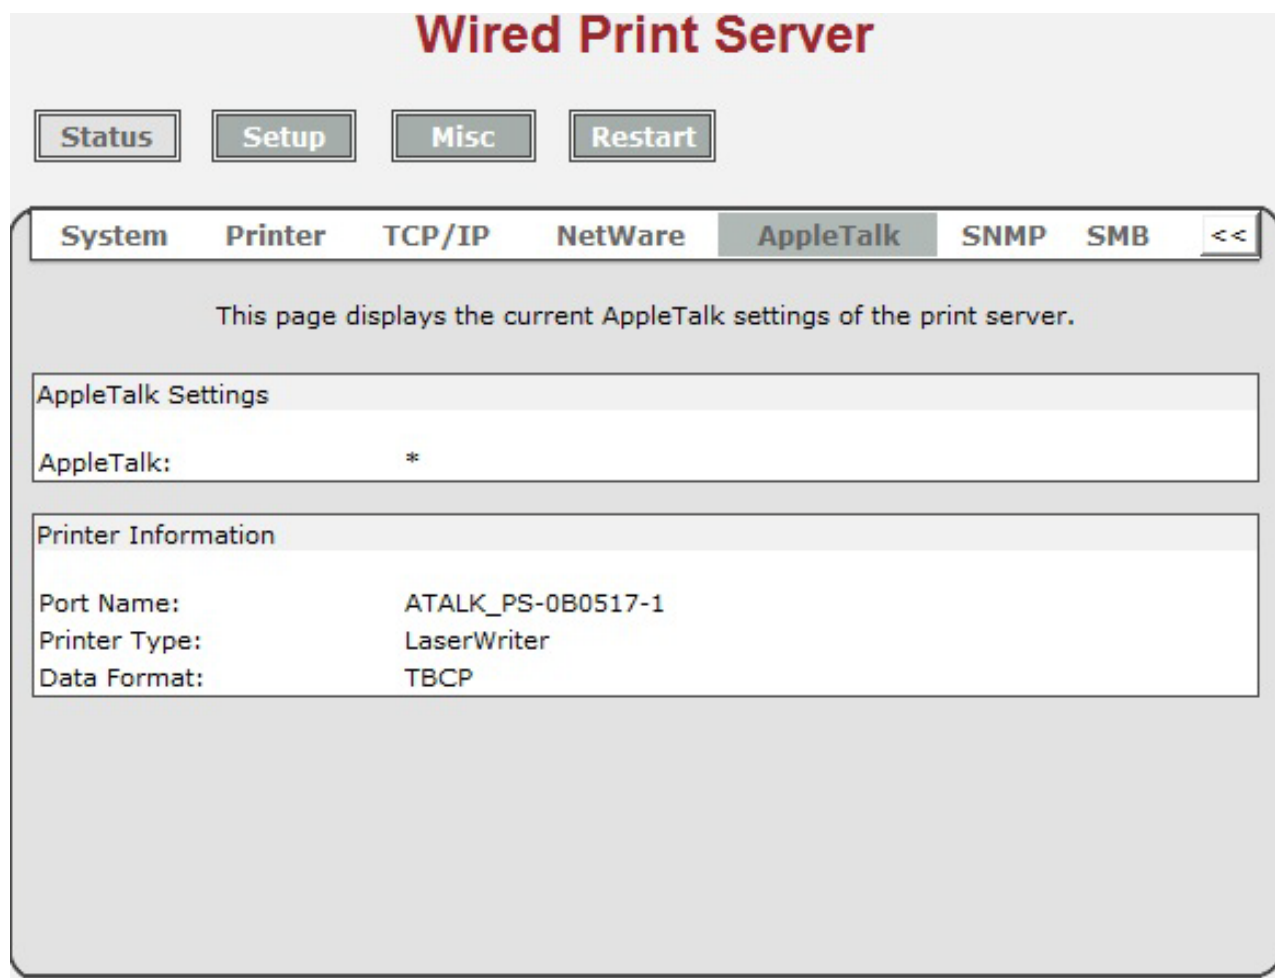 Wired Print Server
Status Setup Misc Restart
System Printer TCP/IP NetWare AppleTalk SNMP SMB <<
This page displays the current AppleTalk settings of the print server.
AppleTalk Settings
AppleTalk: *
Printer Information
Port Name: ATALK_PS-0B0517-1
Printer Type: LaserWriter
Data Format: TBCP